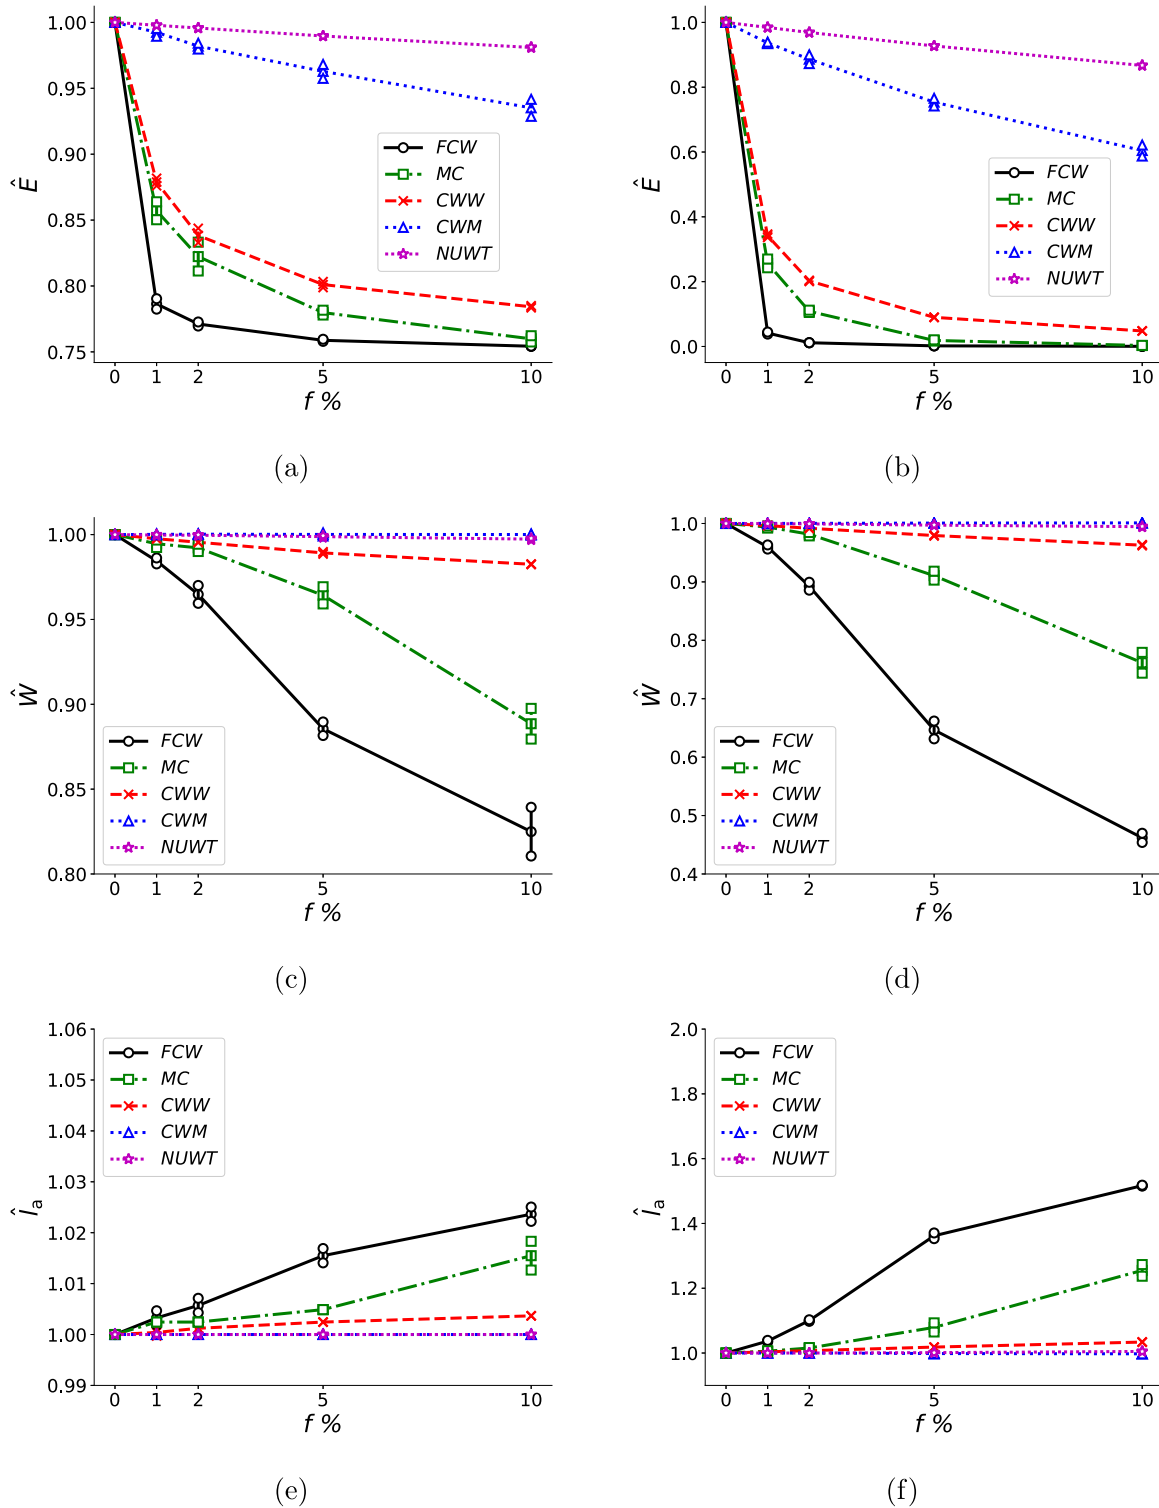 1.00
0.95
0.90
0.85
0.80
0.75
Ê
FCW
MC
CWW
CWM
NUWT
0 1 2 5 10
f %
(a)
1.0
0.8
0.6
0.4
0.2
0.0
Ê
FCW
MC
CWW
CWM
NUWT
0 1 2 5 10
f %
(b)
1.00
0.95
0.90
0.85
0.80
Ŵ
FCW
MC
CWW
CWM
NUWT
0 1 2 5 10
f %
(c)
1.0
0.9
0.8
0.7
0.6
0.5
0.4
Ŵ
FCW
MC
CWW
CWM
NUWT
0 1 2 5 10
f %
(d)
1.06
1.05
1.04
1.03
1.02
1.01
1.00
0.99
Î_a
FCW
MC
CWW
CWM
NUWT
0 1 2 5 10
f %
(e)
2.0
1.8
1.6
1.4
1.2
1.0
Î_a
FCW
MC
CWW
CWM
NUWT
0 1 2 5 10
f %
(f)